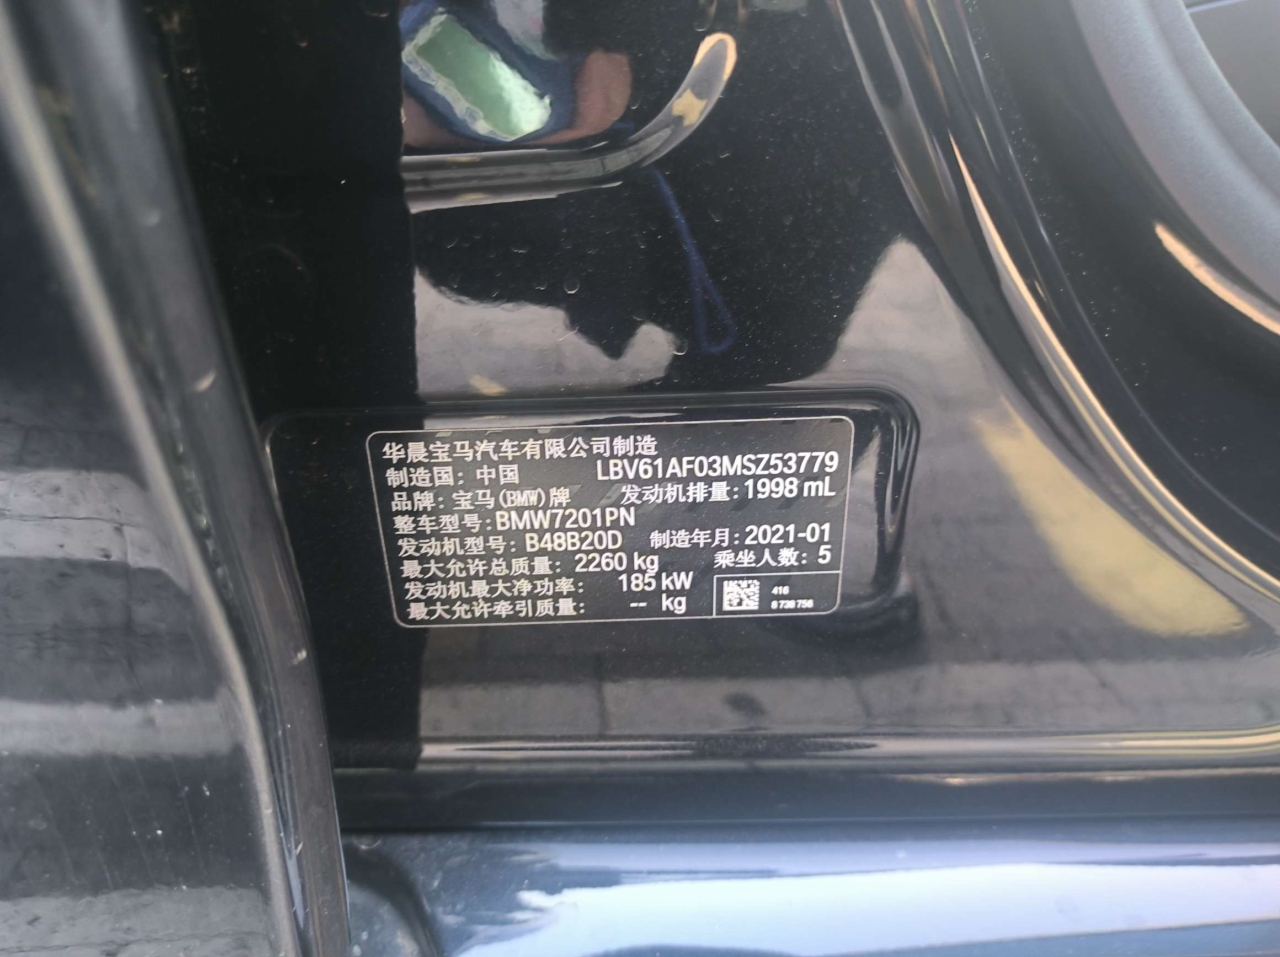 华晨宝马汽车有限公司制造
制造国: 中国 LBV61AF03MSZ53779
品牌: 宝马(BMW)牌 发动机排量: 1998 mL
整车型号: BMW7201PN
发动机型号: B48B20D 制造年月: 2021-01
最大允许总质量: 2260 kg 乘坐人数: 5
发动机最大净功率: 185 kW
最大允许牵引质量: -- kg
416
8 738 756